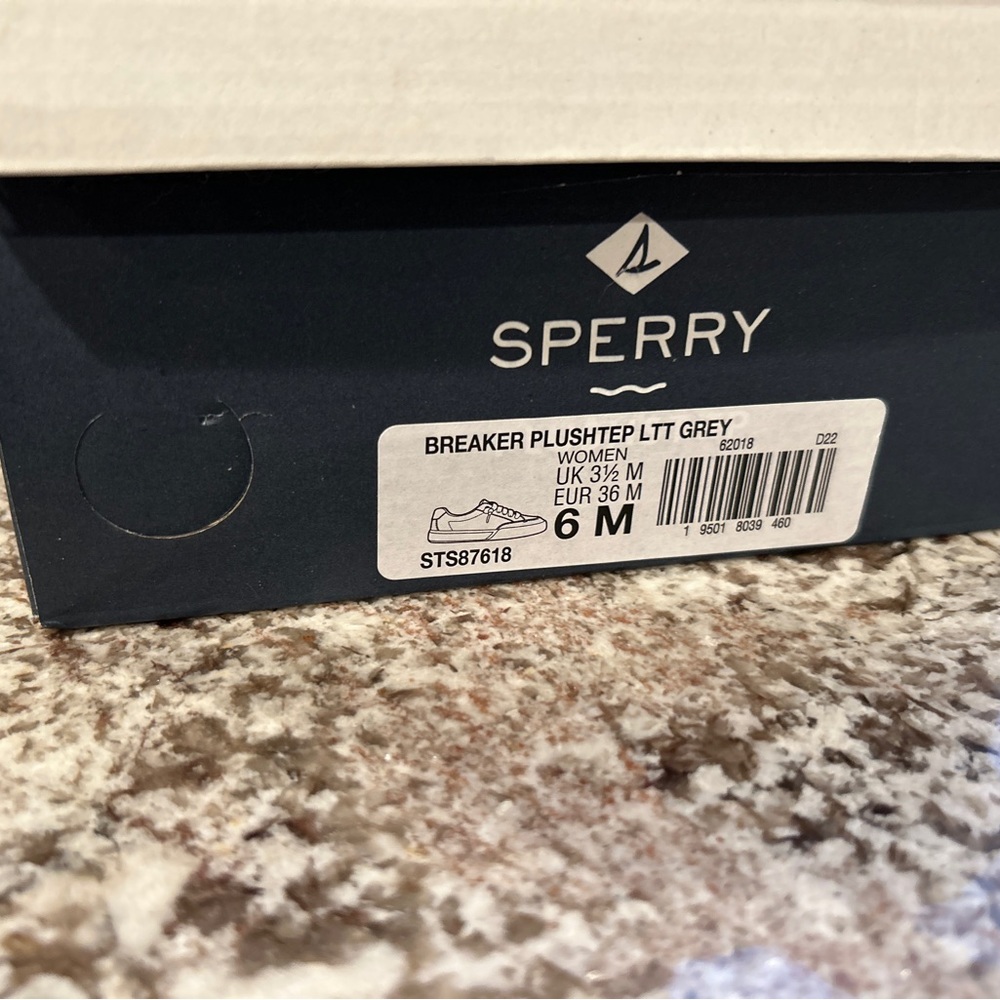 SPERRY
BREAKER PLUSHTEP LTT GREY
62018 D22
WOMEN
UK 3½ M
EUR 36 M
6 M
1 9501 8039 460
STS87618